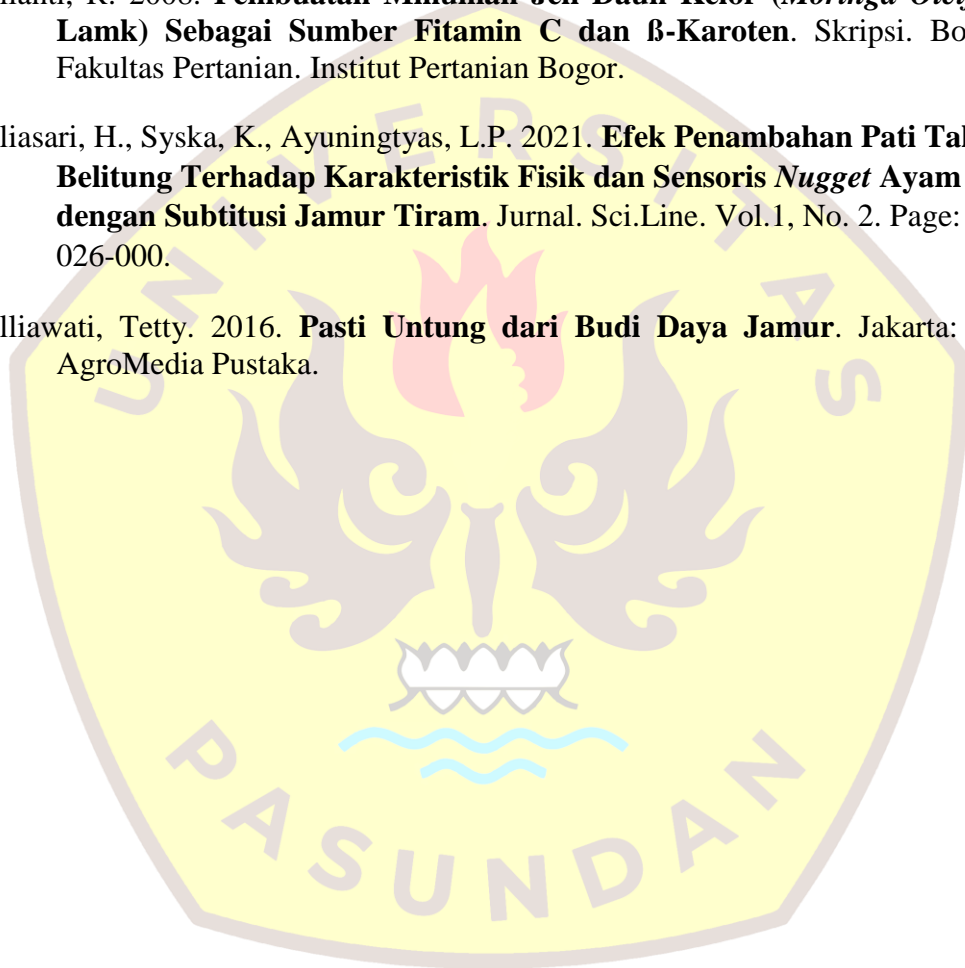 Lamk) Sebagai Sumber Fitamin C dan ß-Karoten. Skripsi. Bo
Fakultas Pertanian. Institut Pertanian Bogor.
liasari, H., Syska, K., Ayuningtyas, L.P. 2021. Efek Penambahan Pati Tal
Belitung Terhadap Karakteristik Fisik dan Sensoris Nugget Ayam
dengan Subtitusi Jamur Tiram. Jurnal. Sci.Line. Vol.1, No. 2. Page:
026-000.
lliawati, Tetty. 2016. Pasti Untung dari Budi Daya Jamur. Jakarta:
AgroMedia Pustaka.
UNIVERSITAS
PASUNDAN